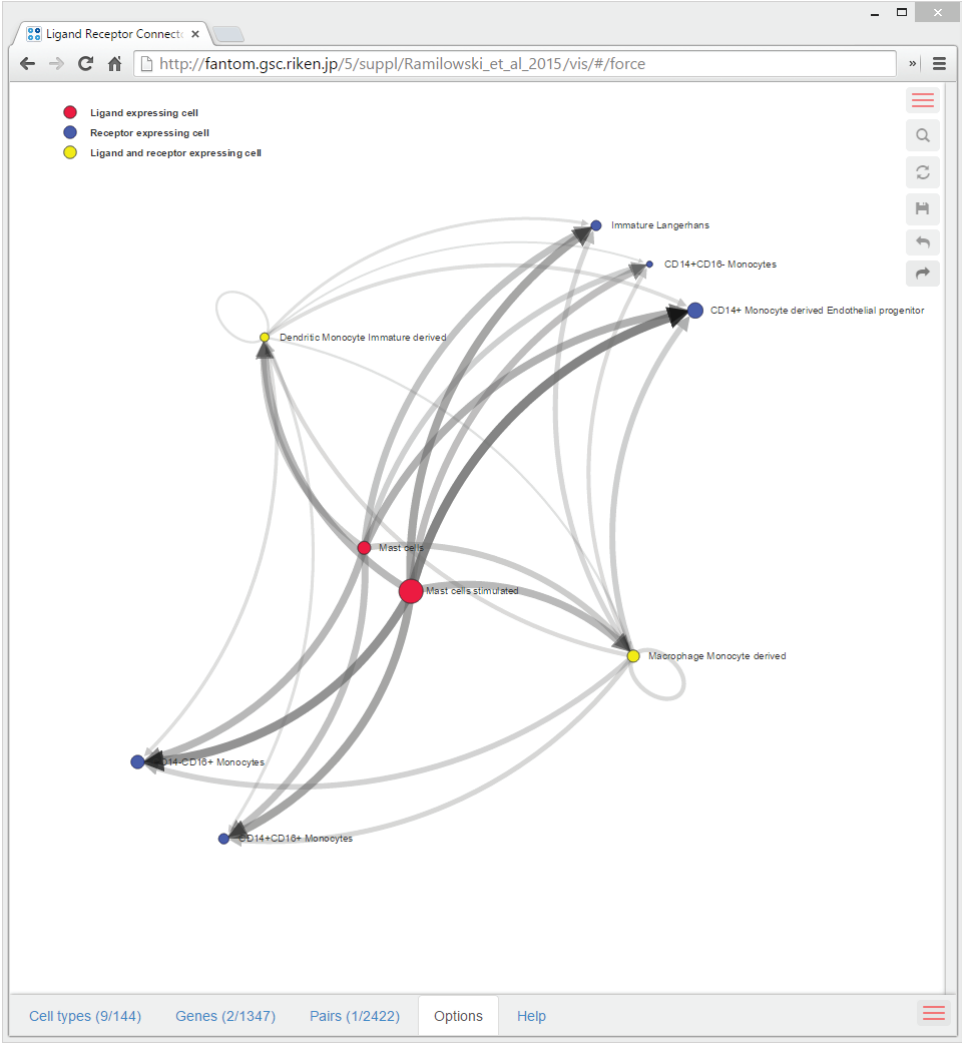 Ligand Receptor Connecto
http://fantom.gsc.riken.jp/5/suppl/Ramilowski_et_al_2015/vis/#/force
Ligand expressing cell
Receptor expressing cell
Ligand and receptor expressing cell
Immature Langerhans
CD14+CD16- Monocytes
CD14+ Monocyte derived Endothelial progenitor
Dendritic Monocyte Immature derived
Mast cells
Mast cells stimulated
Macrophage Monocyte derived
CD14-CD16+ Monocytes
CD14+CD16+ Monocytes
Cell types (9/144) Genes (2/1347) Pairs (1/2422) Options Help